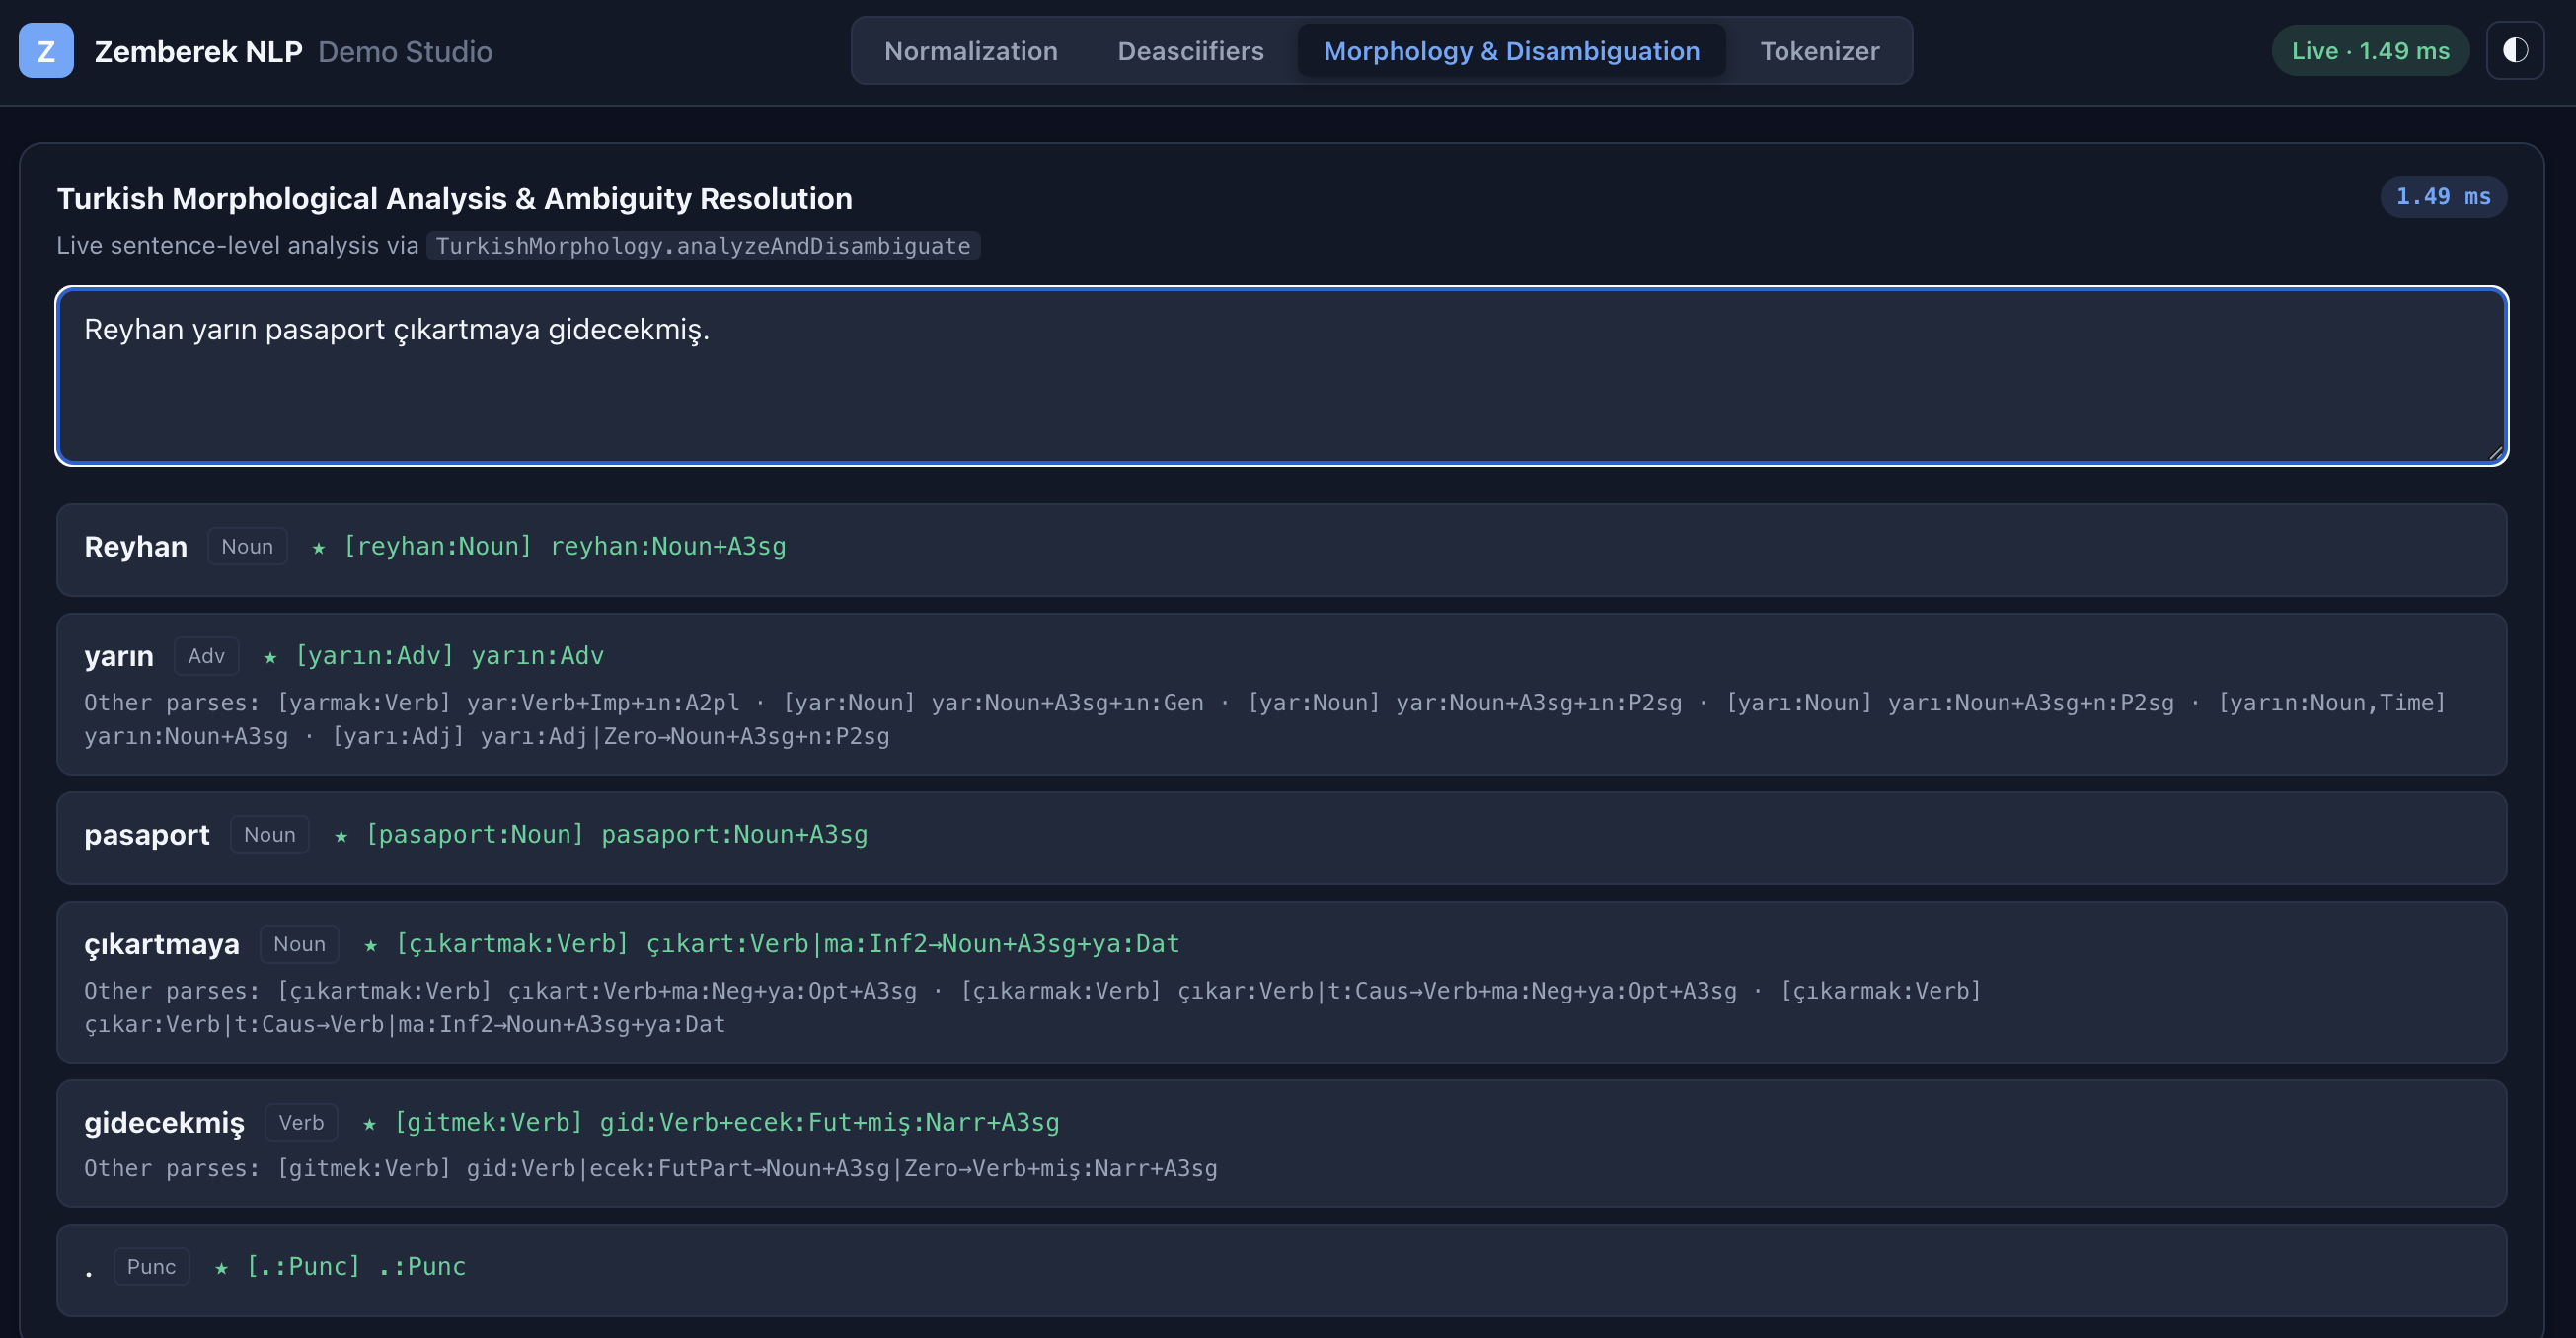 Z Zemberek NLP Demo Studio Normalization Deasciifiers Morphology & Disambiguation Tokenizer Live · 1.49 ms
Turkish Morphological Analysis & Ambiguity Resolution 1.49 ms
Live sentence-level analysis via TurkishMorphology.analyzeAndDisambiguate
Reyhan yarın pasaport çıkartmaya gidecekmiş.
Reyhan Noun ★ [reyhan:Noun] reyhan:Noun+A3sg
yarın Adv ★ [yarın:Adv] yarın:Adv
Other parses: [yarmak:Verb] yar:Verb+Imp+ın:A2pl · [yar:Noun] yar:Noun+A3sg+ın:Gen · [yar:Noun] yar:Noun+A3sg+ın:P2sg · [yarı:Noun] yarı:Noun+A3sg+n:P2sg · [yarın:Noun,Time]
yarın:Noun+A3sg · [yarı:Adj] yarı:Adj|Zero→Noun+A3sg+n:P2sg
pasaport Noun ★ [pasaport:Noun] pasaport:Noun+A3sg
çıkartmaya Noun ★ [çıkartmak:Verb] çıkart:Verb|ma:Inf2→Noun+A3sg+ya:Dat
Other parses: [çıkartmak:Verb] çıkart:Verb+ma:Neg+ya:Opt+A3sg · [çıkarmak:Verb] çıkar:Verb|t:Caus→Verb+ma:Neg+ya:Opt+A3sg · [çıkarmak:Verb]
çıkar:Verb|t:Caus→Verb|ma:Inf2→Noun+A3sg+ya:Dat
gidecekmiş Verb ★ [gitmek:Verb] gid:Verb+ecek:Fut+miş:Narr+A3sg
Other parses: [gitmek:Verb] gid:Verb|ecek:FutPart→Noun+A3sg|Zero→Verb+miş:Narr+A3sg
. Punc ★ [.:Punc] .:Punc